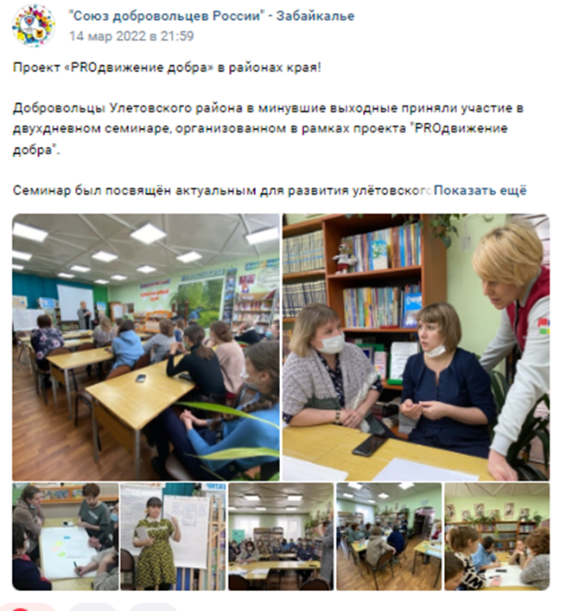 "Союз добровольцев России" - Забайкалье
14 мар 2022 в 21:59
Проект «PROдвижение добра» в районах края!
Добровольцы Улетовского района в минувшие выходные приняли участие в
двухдневном семинаре, организованном в рамках проекта "PROдвижение
добра".
Семинар был посвящён актуальным для развития улётовског Показать ещё